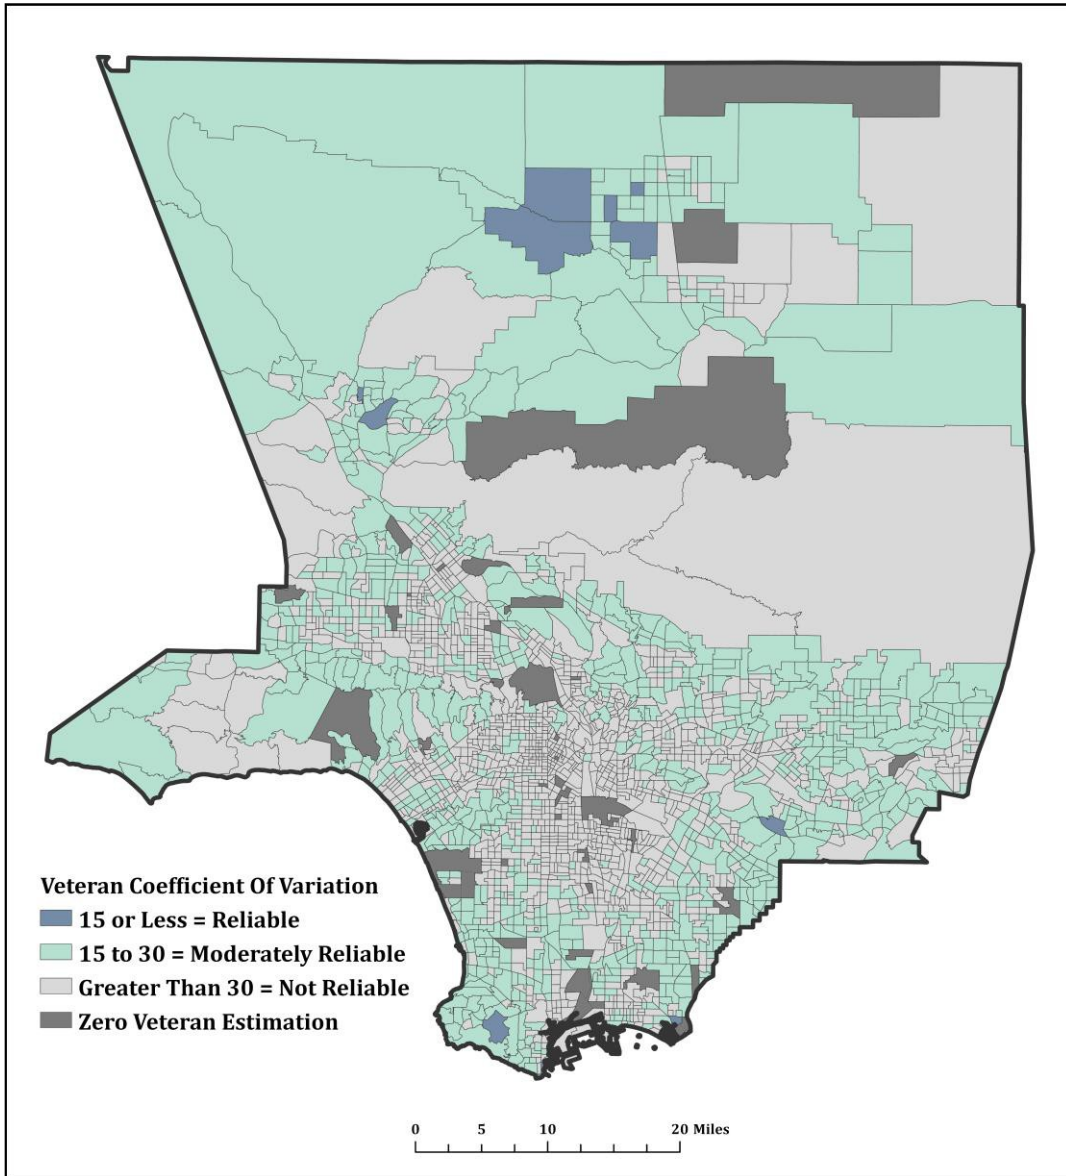 Veteran Coefficient Of Variation
15 or Less = Reliable
15 to 30 = Moderately Reliable
Greater Than 30 = Not Reliable
Zero Veteran Estimation
0 5 10 20 Miles